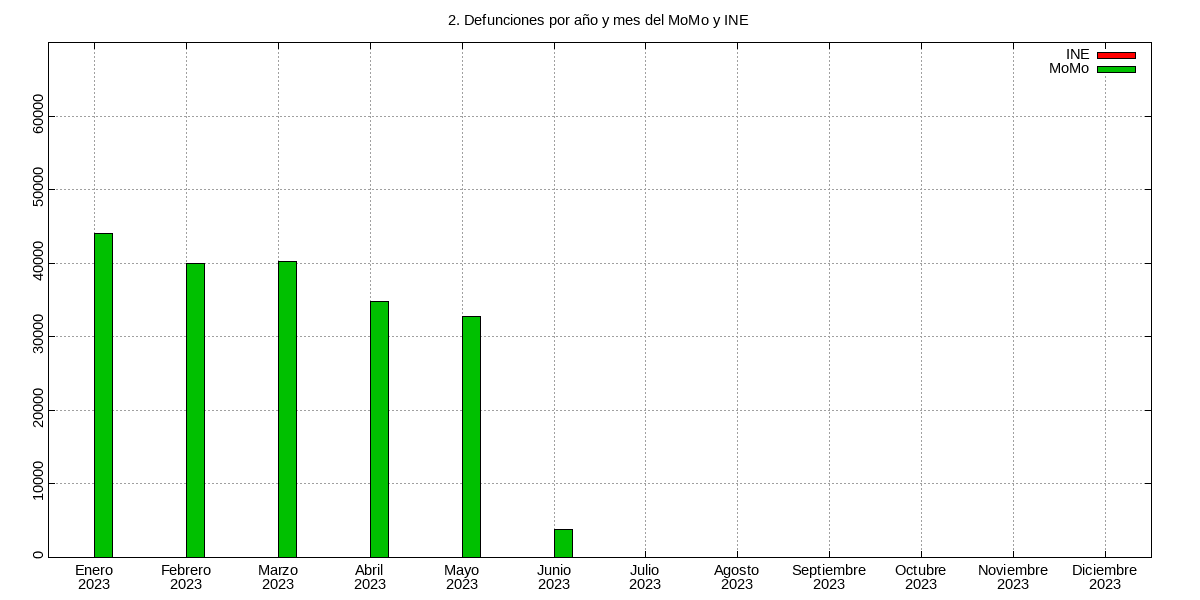 2. Defunciones por año y mes del MoMo y INE
INE
MoMo
60000
50000
40000
30000
20000
10000
0
Enero Febrero Marzo Abril Mayo Junio Julio Agosto Septiembre Octubre Noviembre Diciembre
2023 2023 2023 2023 2023 2023 2023 2023 2023 2023 2023 2023